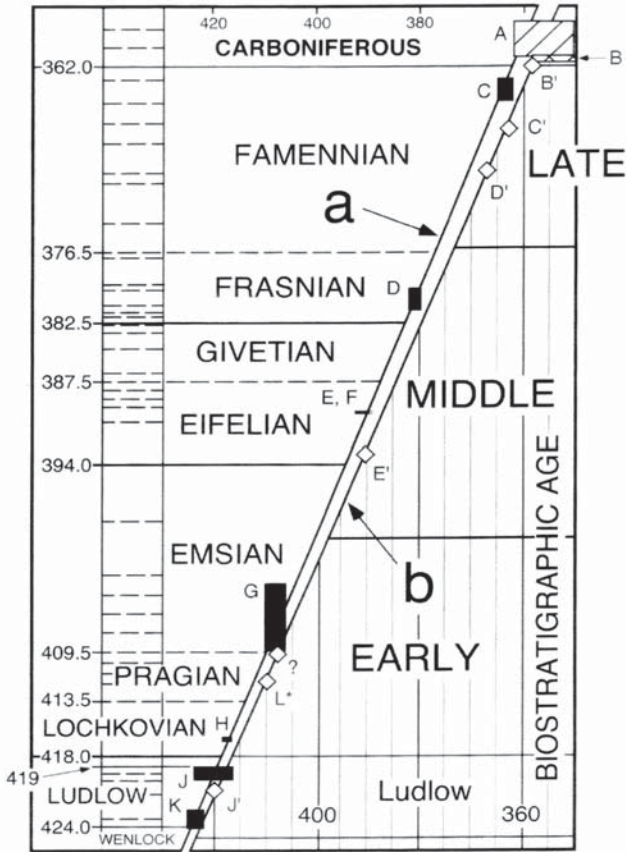 420 400 380
A
CARBONIFEROUS
B
362.0
B'
C
C'
FAMENNIAN
LATE
D'
a
376.5
FRASNIAN D
382.5
GIVETIAN
387.5
MIDDLE
E, F
EIFELIAN
394.0
E'
BIOSTRATIGRAPHIC AGE
EMSIAN
b
G
EARLY
409.5
?
PRAGIAN
L*
413.5
LOCHKOVIAN H
418.0
419
J
LUDLOW
K
J'
Ludlow
400 360
424.0
WENLOCK